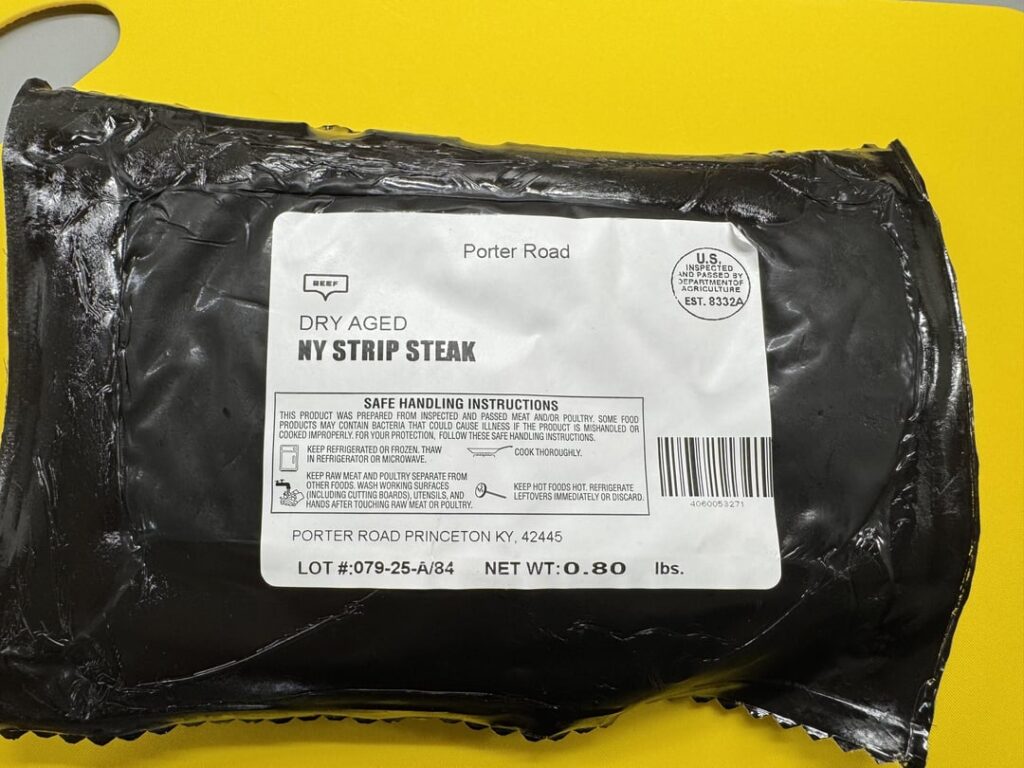 Porter Road
U.S.
INSPECTED
AND PASSED BY
DEPARTMENT OF
AGRICULTURE
EST. 8332A
BEEF
DRY AGED
NY STRIP STEAK
SAFE HANDLING INSTRUCTIONS
THIS PRODUCT WAS PREPARED FROM INSPECTED AND PASSED MEAT AND/OR POULTRY. SOME FOOD
PRODUCTS MAY CONTAIN BACTERIA THAT COULD CAUSE ILLNESS IF THE PRODUCT IS MISHANDLED OR
COOKED IMPROPERLY. FOR YOUR PROTECTION, FOLLOW THESE SAFE HANDLING INSTRUCTIONS.
KEEP REFRIGERATED OR FROZEN. THAW
IN REFRIGERATOR OR MICROWAVE.
COOK THOROUGHLY.
KEEP RAW MEAT AND POULTRY SEPARATE FROM
OTHER FOODS. WASH WORKING SURFACES
(INCLUDING CUTTING BOARDS), UTENSILS, AND
HANDS AFTER TOUCHING RAW MEAT OR POULTRY.
KEEP HOT FOODS HOT. REFRIGERATE
LEFTOVERS IMMEDIATELY OR DISCARD.
4060053271
PORTER ROAD PRINCETON KY, 42445
LOT #:079-25-A/84 NET WT:0.80 lbs.